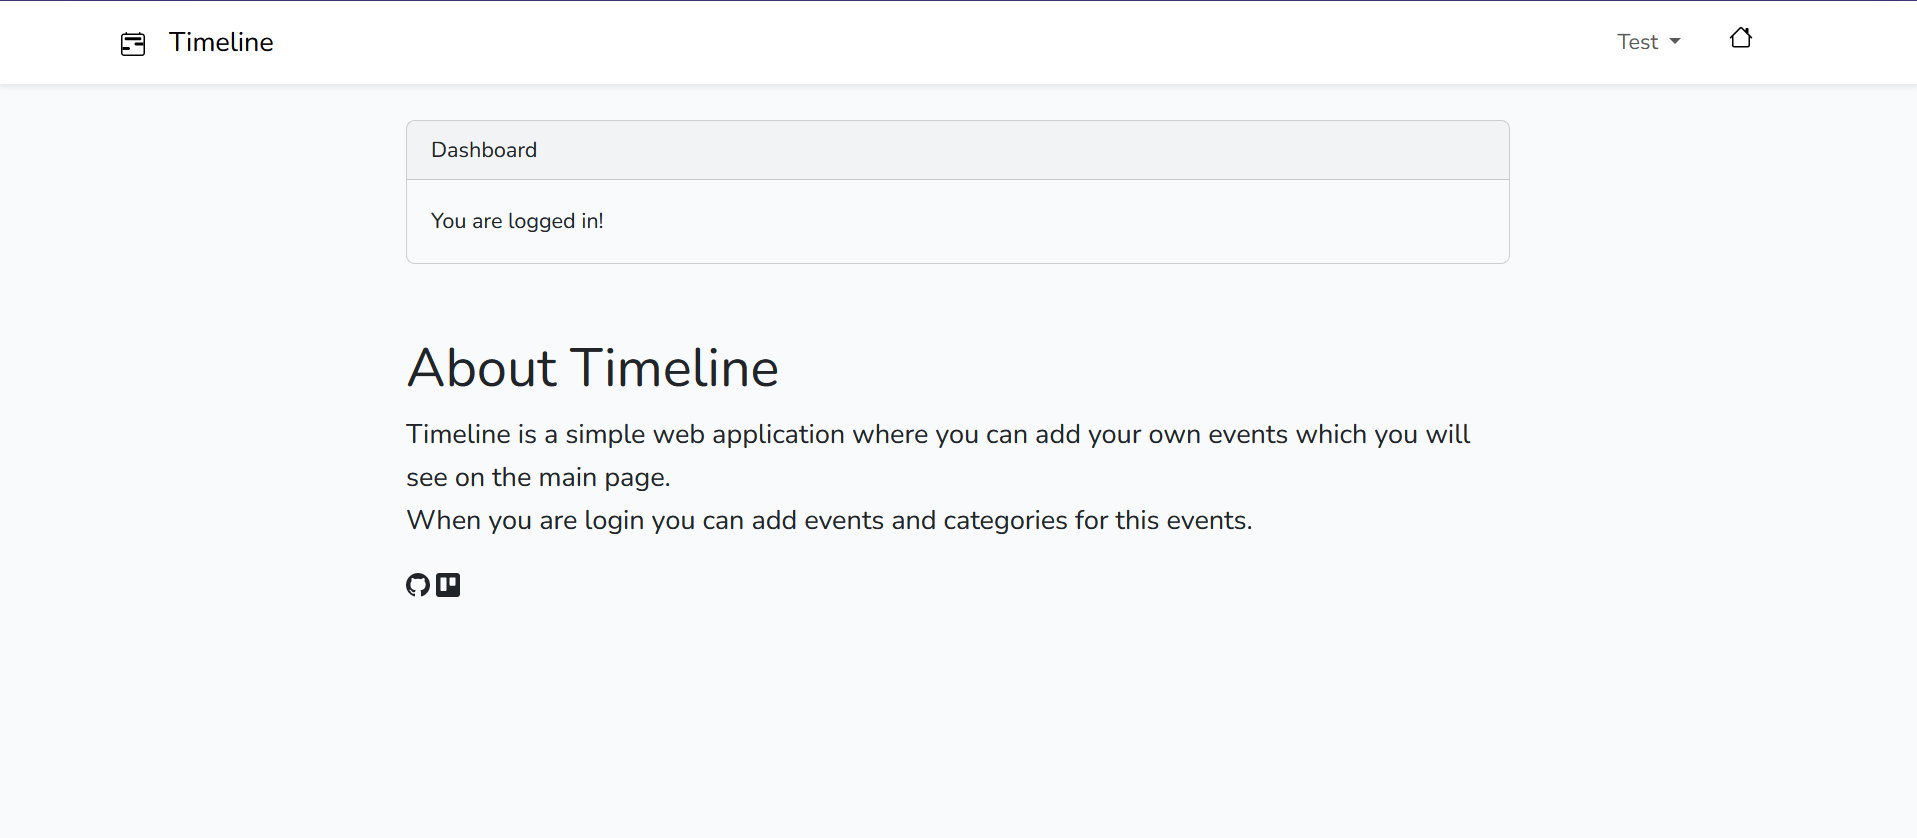 Timeline
Test
Dashboard
You are logged in!
About Timeline
Timeline is a simple web application where you can add your own events which you will
see on the main page.
When you are login you can add events and categories for this events.